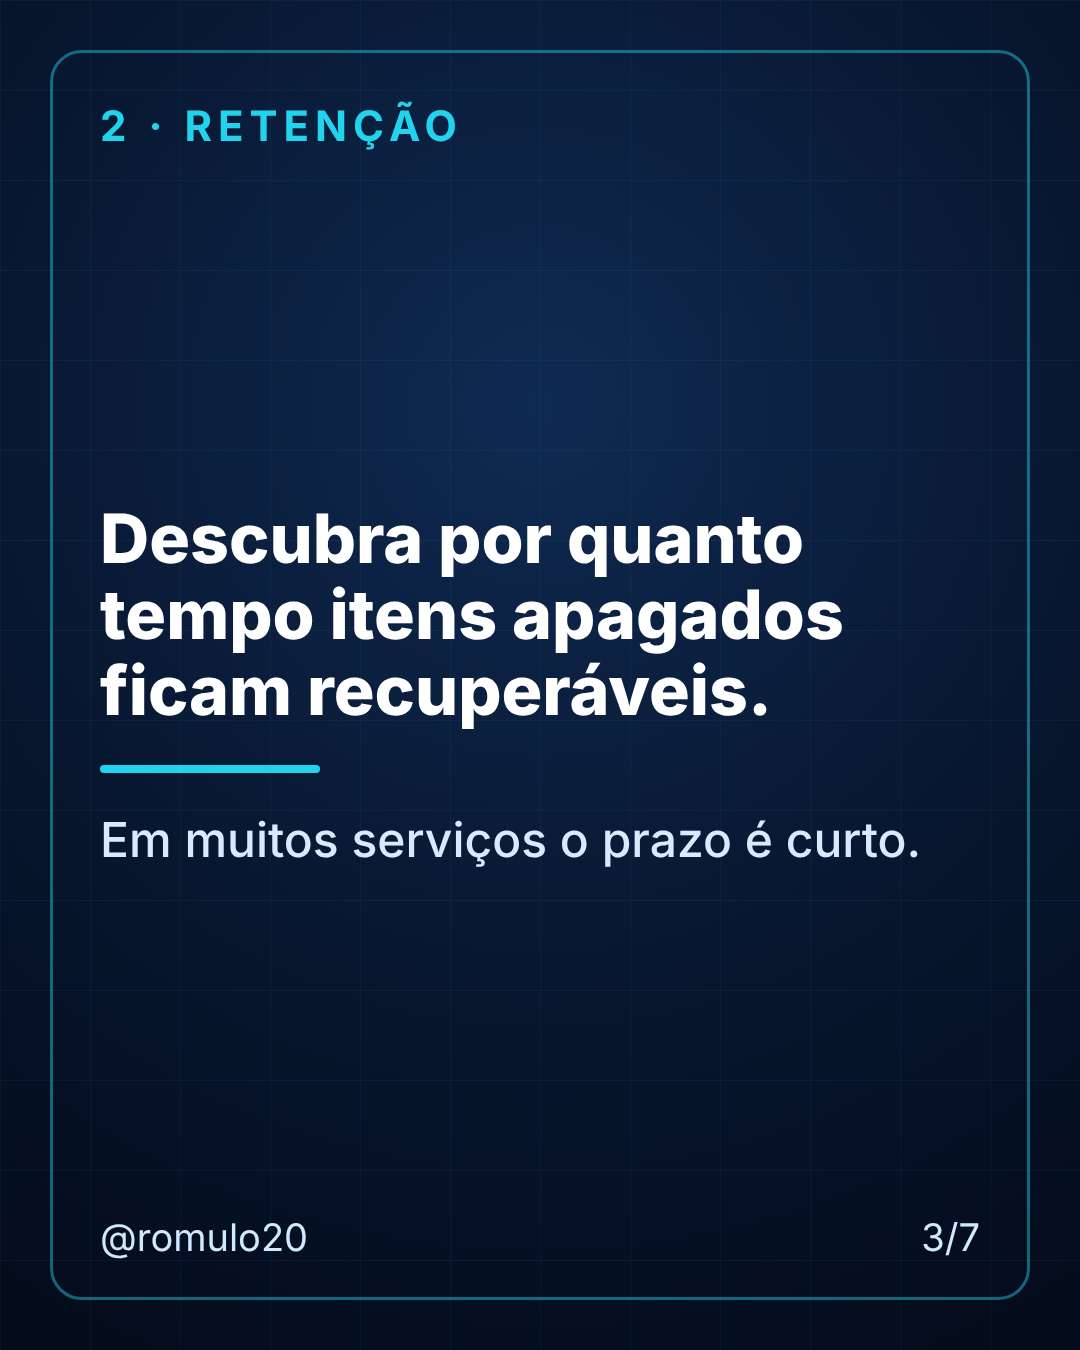 2 · RETENÇÃO
Descubra por quanto
tempo itens apagados
ficam recuperáveis.
Em muitos serviços o prazo é curto.
@romulo20
3/7